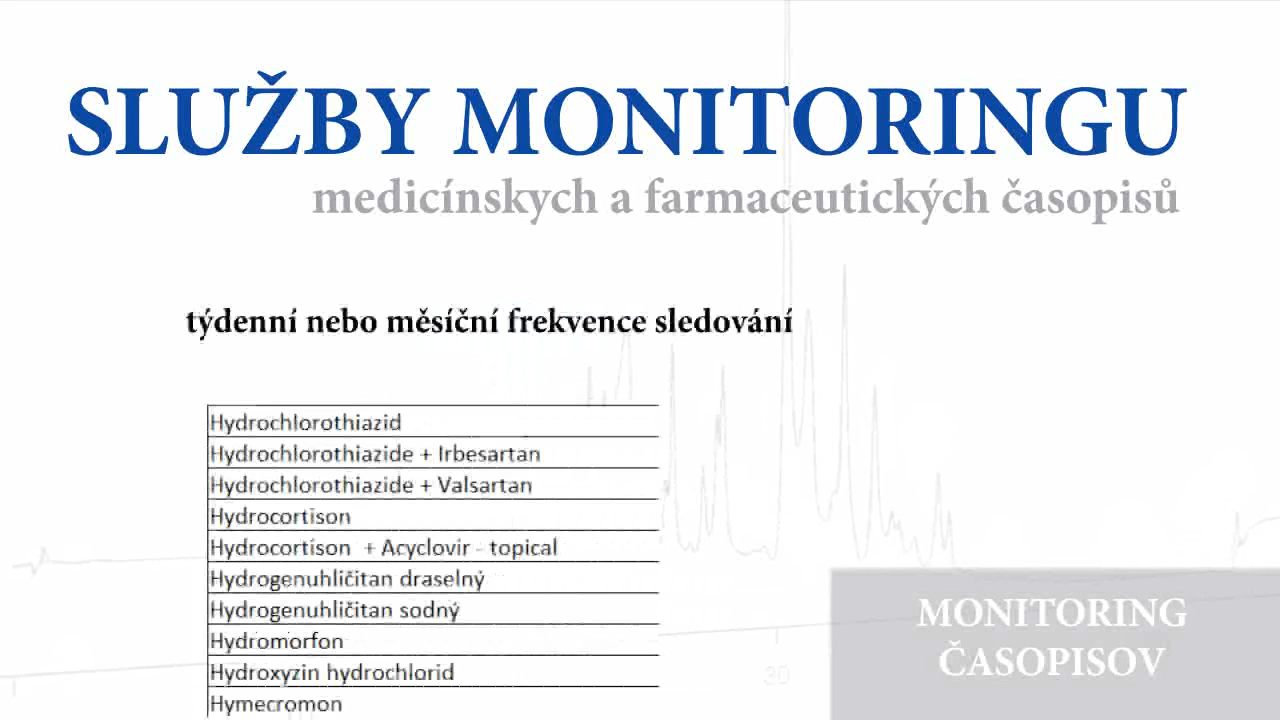 SLUŽBY MONITORINGU
medicínskych a farmaceutických časopisů
týdenní nebo měsíční frekvence sledování
Hydrochlorothiazid
Hydrochlorothiazide + Irbesartan
Hydrochlorothiazide + Valsartan
Hydrocortison
Hydrocortison + Acyclovir - topical
Hydrogenuhličitan draselný
Hydrogenuhličitan sodný
Hydromorfon
Hydroxyzin hydrochlorid
Hymecromon
MONITORING
ČASOPISOV
30